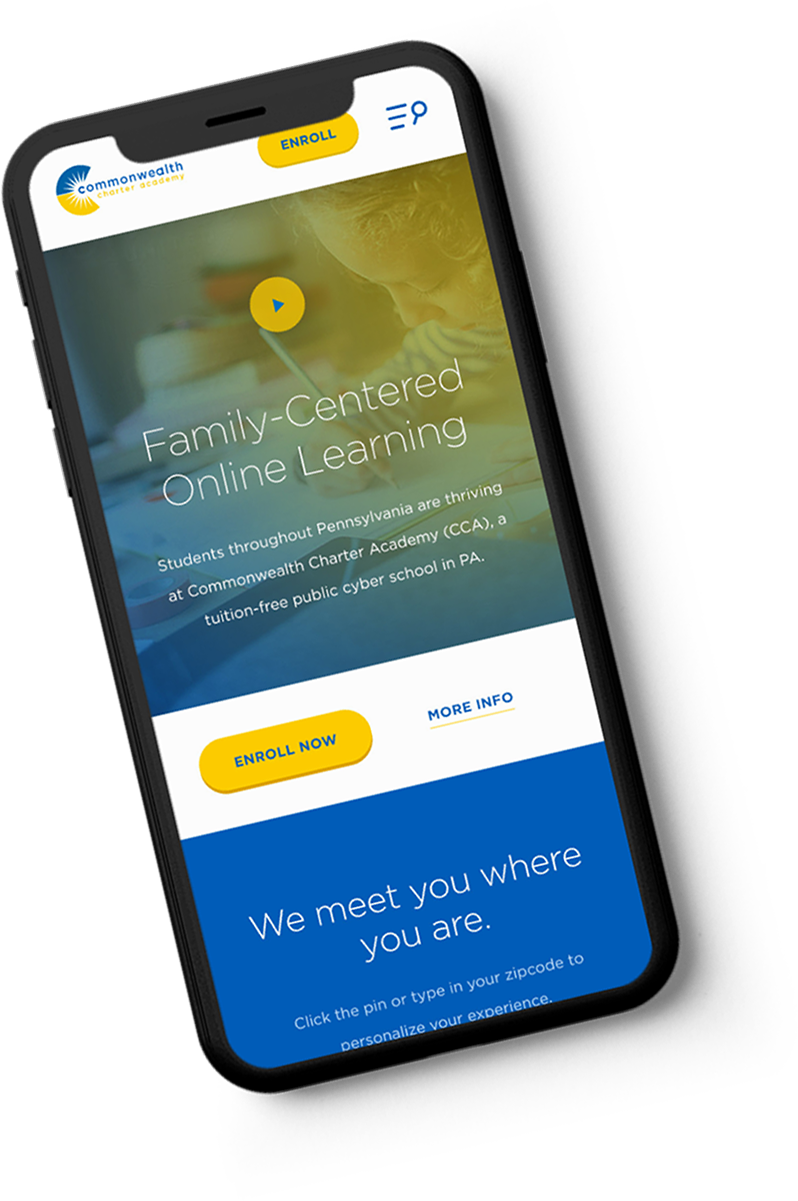 commonwealth
charter academy
ENROLL
Family-Centered
Online Learning
Students throughout Pennsylvania are thriving
at Commonwealth Charter Academy (CCA), a
tuition-free public cyber school in PA.
ENROLL NOW
MORE INFO
We meet you where
you are.
Click the pin or type in your zipcode to
personalize your experience.